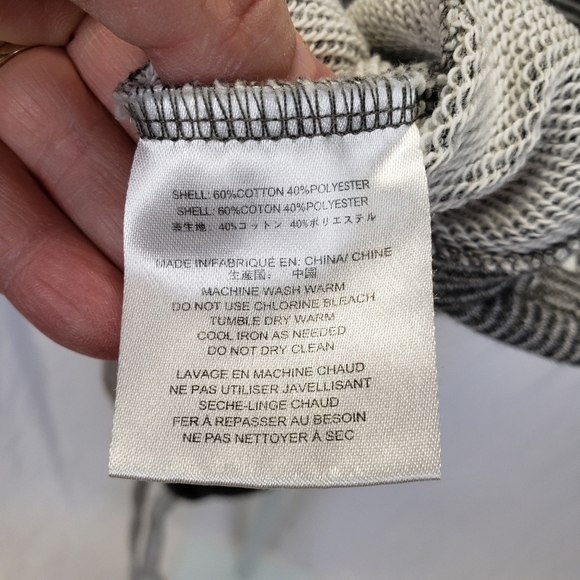 SHELL: 60%COTTON 40%POLYESTER
SHELL: 60%COTON 40%POLYESTER
表生地: 40%コットン 40%ポリエステル
MADE IN/FABRIQUÉ EN: CHINA/ CHINE
生産国: 中國
MACHINE WASH WARM
DO NOT USE CHLORINE BLEACH
TUMBLE DRY WARM
COOL IRON AS NEEDED
DO NOT DRY CLEAN
LAVAGE EN MACHINE CHAUD
NE PAS UTILISER JAVELLISANT
SECHE-LINGE CHAUD
FER À REPASSER AU BESOIN
NE PAS NETTOYER À SEC